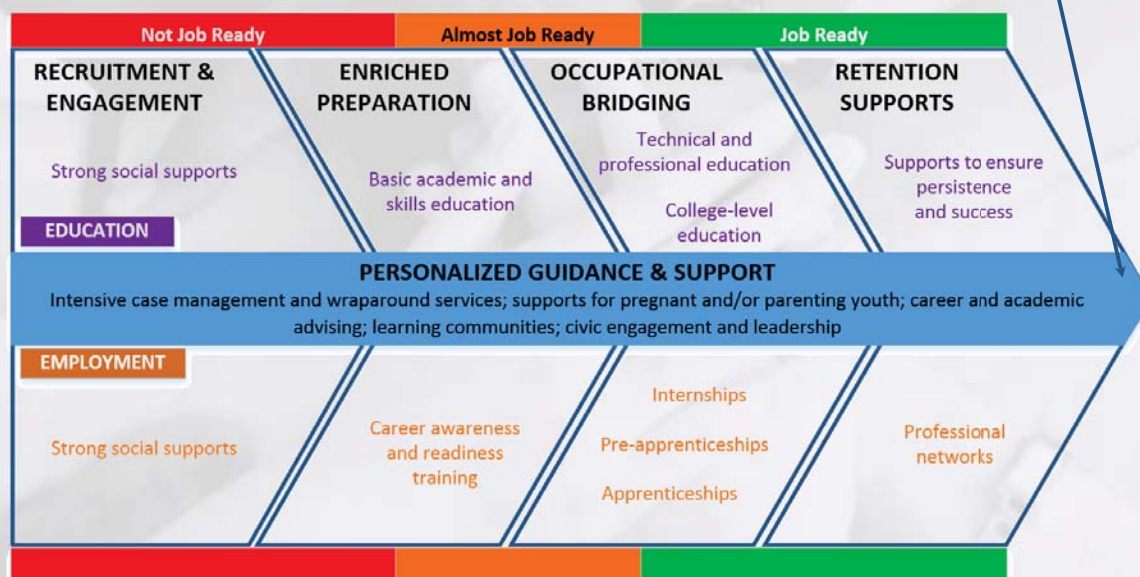 Not Job Ready
Almost Job Ready
Job Ready
RECRUITMENT &
ENGAGEMENT
ENRICHED
PREPARATION
OCCUPATIONAL
BRIDGING
RETENTION
SUPPORTS
Strong social supports
Basic academic and
skills education
Technical and
professional education
College-level
education
Supports to ensure
persistence
and success
EDUCATION
PERSONALIZED GUIDANCE & SUPPORT
Intensive case management and wraparound services; supports for pregnant and/or parenting youth; career and academic
advising; learning communities; civic engagement and leadership
EMPLOYMENT
Strong social supports
Career awareness
and readiness
training
Internships
Pre-apprenticeships
Apprenticeships
Professional
networks